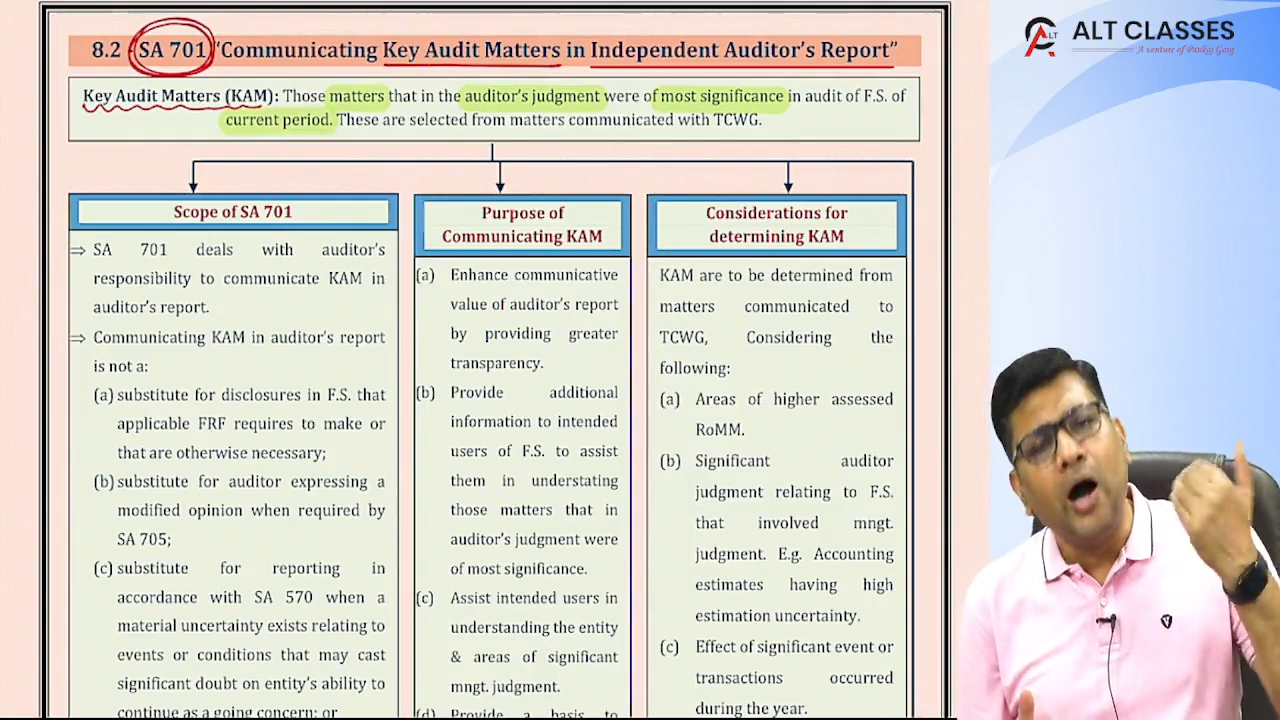 8.2 - SA 701 "Communicating Key Audit Matters in Independent Auditor's Report"
ALT
ALT CLASSES
A venture of Pankaj Garg
Key Audit Matters (KAM): Those matters that in the auditor's judgment were of most significance in audit of F.S. of
current period. These are selected from matters communicated with TCWG.
Scope of SA 701
⇒ SA 701 deals with auditor's
responsibility to communicate KAM in
auditor's report.
⇒ Communicating KAM in auditor's report
is not a:
(a) substitute for disclosures in F.S. that
applicable FRF requires to make or
that are otherwise necessary;
(b) substitute for auditor expressing a
modified opinion when required by
SA 705;
(c) substitute for reporting in
accordance with SA 570 when a
material uncertainty exists relating to
events or conditions that may cast
significant doubt on entity's ability to
continue as a going concern; or
Purpose of
Communicating KAM
(a) Enhance communicative
value of auditor's report
by providing greater
transparency.
(b) Provide additional
information to intended
users of F.S. to assist
them in understating
those matters that in
auditor's judgment were
of most significance.
(c) Assist intended users in
understanding the entity
& areas of significant
mngt. judgment.
(d) Provide a basis to
Considerations for
determining KAM
KAM are to be determined from
matters communicated to
TCWG, Considering the
following:
(a) Areas of higher assessed
RoMM.
(b) Significant auditor
judgment relating to F.S.
that involved mngt.
judgment. E.g. Accounting
estimates having high
estimation uncertainty.
(c) Effect of significant event or
transactions occurred
during the year.